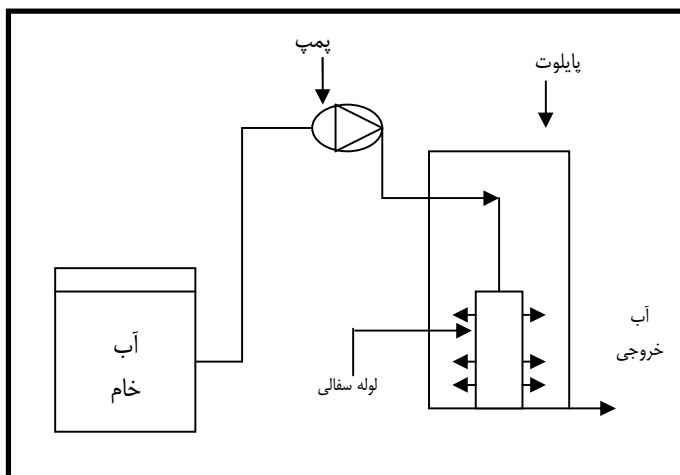 پمپ
پایلوت
آب
خروجی
آب
خام
لوله سفالی